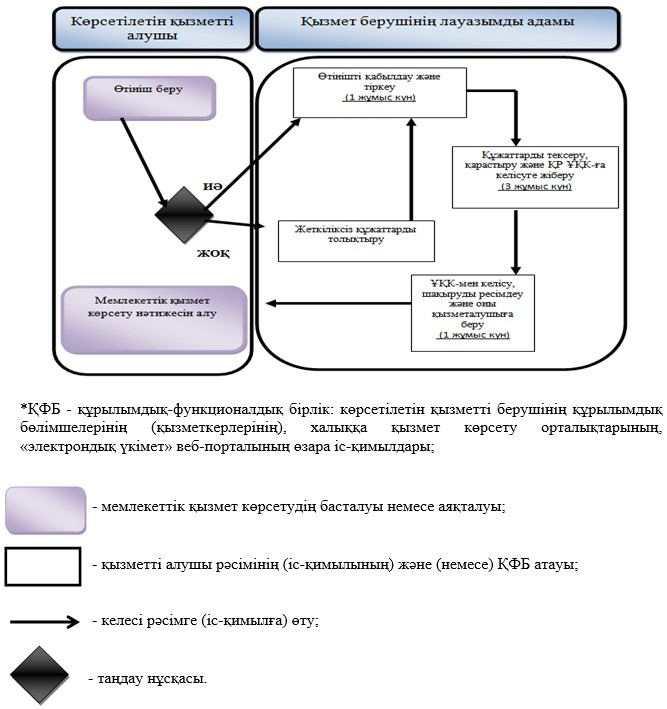 Көрсетілетін қызметті
алушы
Қызмет берушінің лауазымды адамы
Өтініш беру
Өтінішті қабылдау және
тіркеу
(1 жұмыс күн)
Құжаттарды тексеру,
қарастыру және ҚР ҰҚК-ға
келісуге жіберу
(3 жұмыс күн)
иә
жоқ
Жеткіліксіз құжаттарды
толықтыру
Мемлекеттік қызмет
көрсету нәтижесін алу
ҰҚК-мен келісу,
шақыруды ресімдеу
және оны
қызметалушыға
беру
(1 жұмыс күн)
*ҚФБ - құрылымдық-функционалдық бірлік: көрсетілетін қызметті берушінің құрылымдық
бөлімшелерінің (қызметкерлерінің), халыққа қызмет көрсету орталықтарының,
«электрондық үкімет» веб-порталының өзара іс-қимылдары;
- мемлекеттік қызмет көрсетудің басталуы немесе аяқталуы;
- қызметті алушы рәсімінің (іс-қимылының) және (немесе) ҚФБ атауы;
- келесі рәсімге (іс-қимылға) өту;
- таңдау нұсқасы.